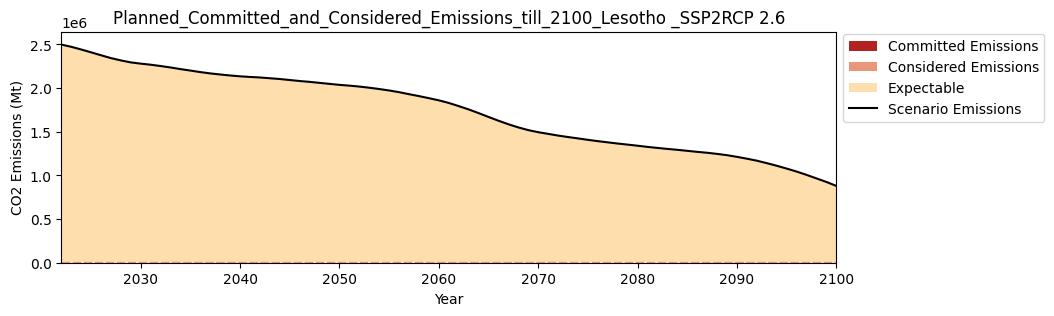 Planned_Committed_and_Considered_Emissions_till_2100_Lesotho _SSP2RCP 2.6
1e6
2.5
2.0
1.5
1.0
0.5
0.0
CO2 Emissions (Mt)
2030 2040 2050 2060 2070 2080 2090 2100
Year
Committed Emissions
Considered Emissions
Expectable
Scenario Emissions